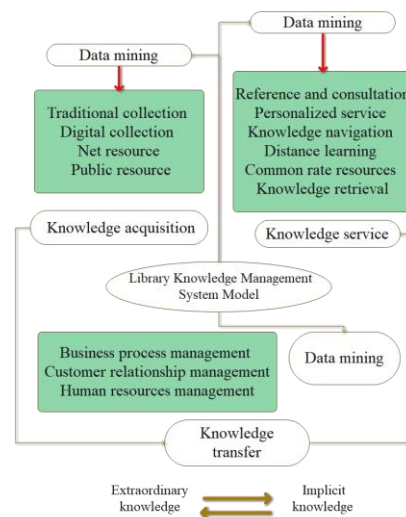 Data mining
Data mining
Traditional collection
Digital collection
Net resource
Public resource
Reference and consultation
Personalized service
Knowledge navigation
Distance learning
Common rate resources
Knowledge retrieval
Knowledge acquisition
Knowledge service
Library Knowledge Management
System Model
Business process management
Customer relationship management
Human resources management
Data mining
Knowledge
transfer
Extraordinary
knowledge
Implicit
knowledge